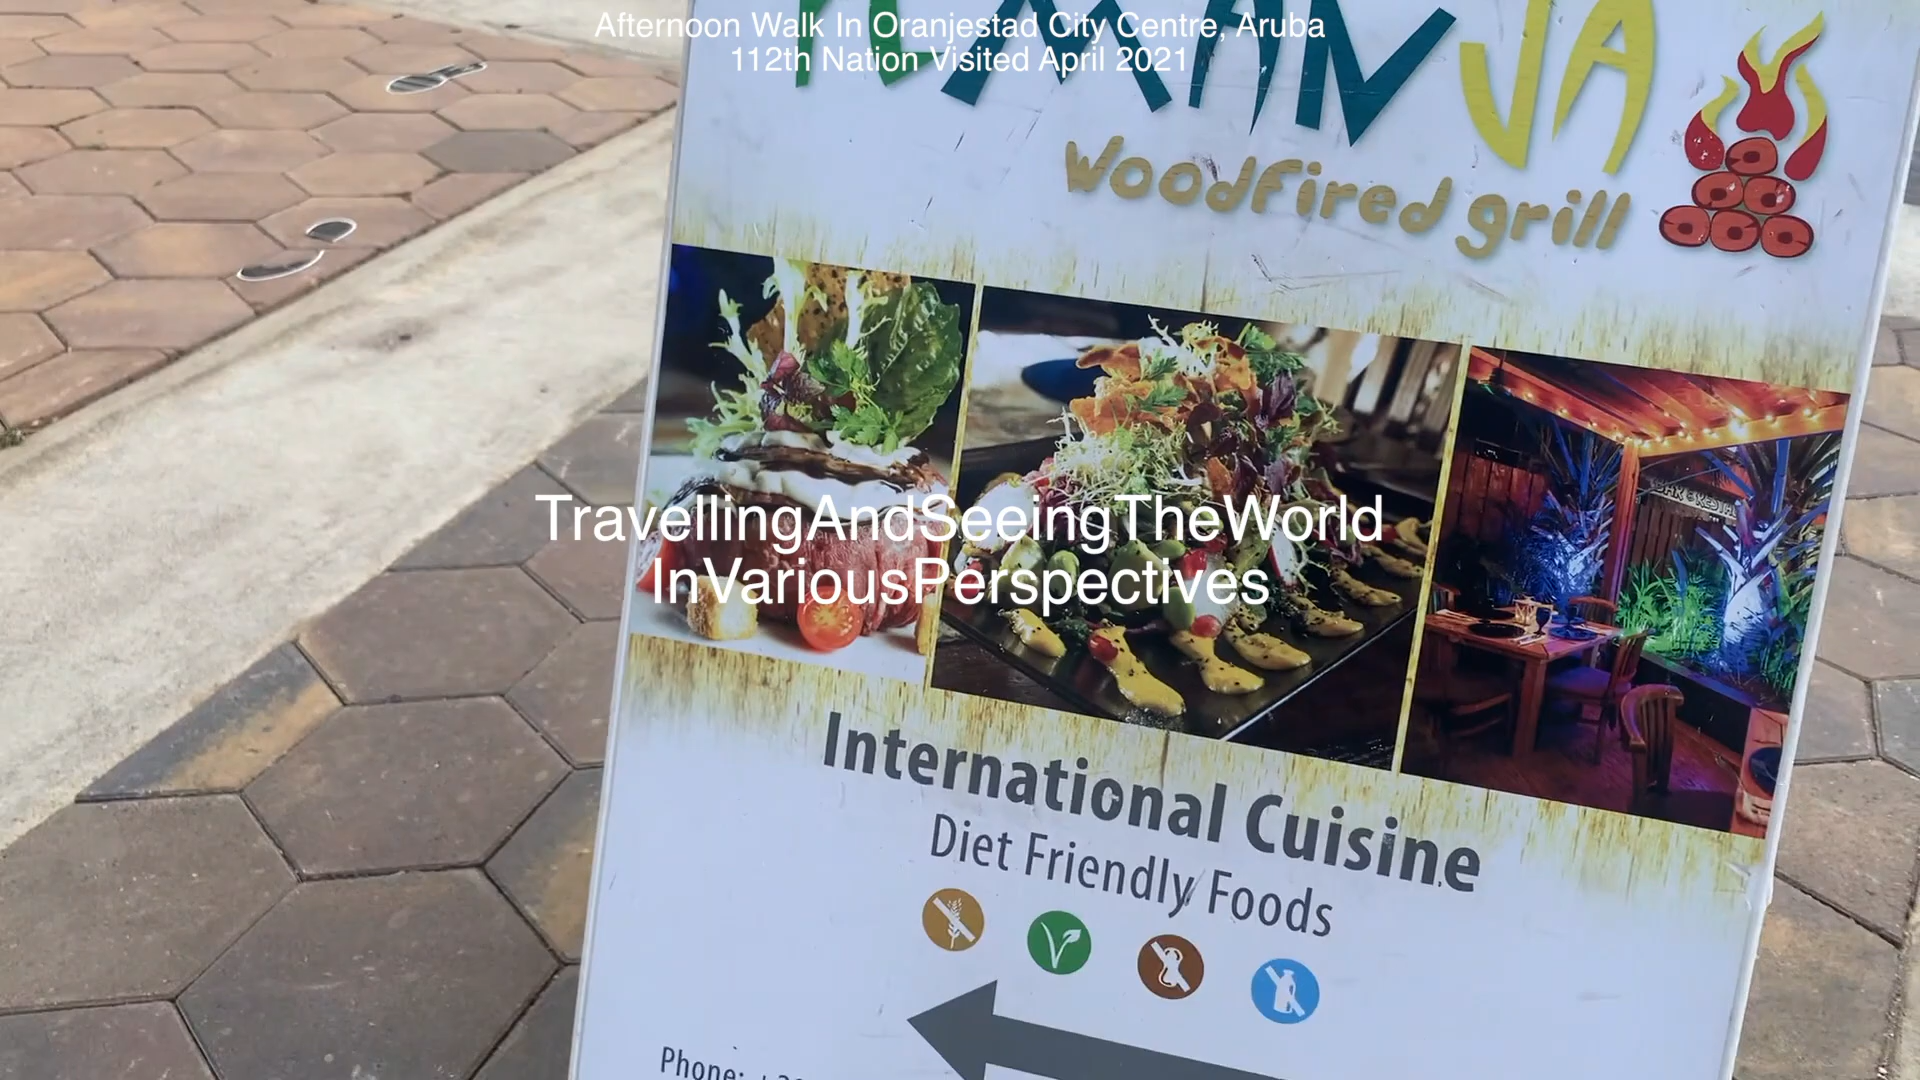 Afternoon Walk In Oranjestad City Centre, Aruba
112th Nation Visited April 2021
woodfired grill
TravellingAndSeeingTheWorld
InVariousPerspectives
International Cuisine
Diet Friendly Foods
Phone: